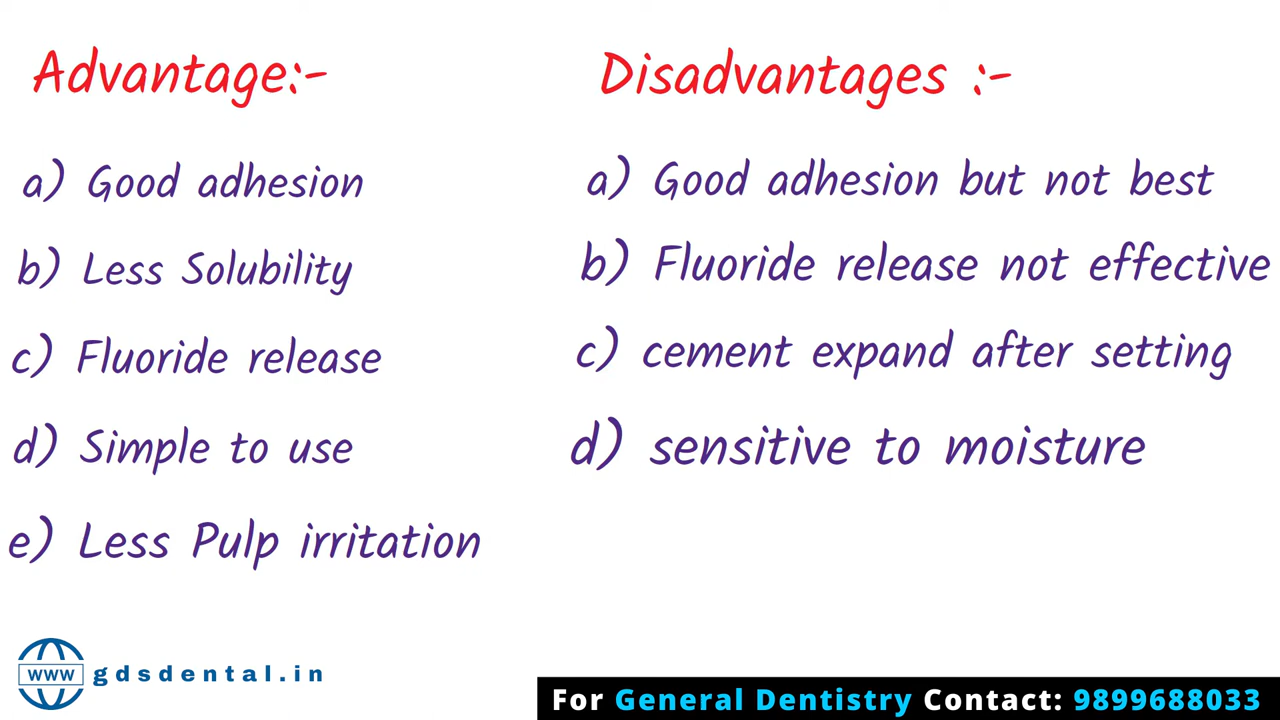 Advantage:-
a) Good adhesion
b) Less Solubility
c) Fluoride release
d) Simple to use
e) Less Pulp irritation
Disadvantages :-
a) Good adhesion but not best
b) Fluoride release not effective
c) cement expand after setting
d) sensitive to moisture
www gdsdental.in
For General Dentistry Contact: 9899688033